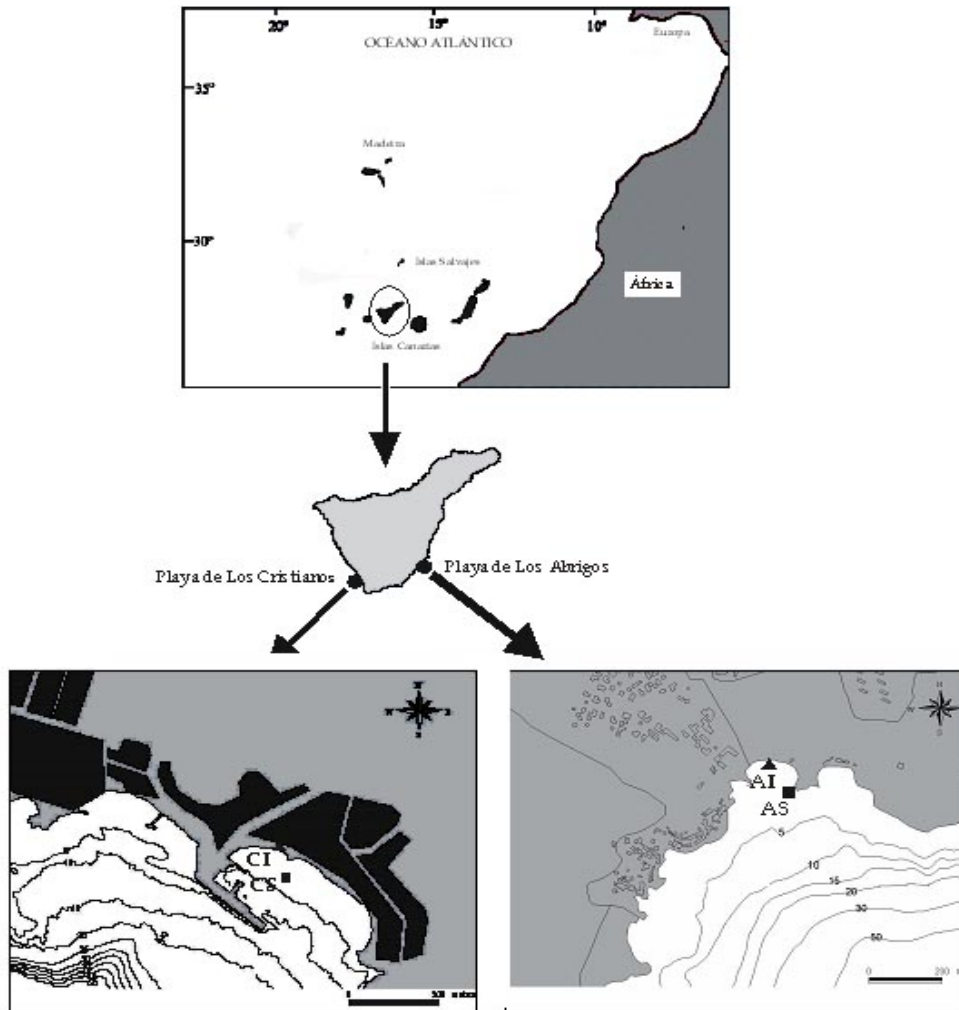 20°
15°
10°
OCÉANO ATLÁNTICO
Europa
35°
Madeira
30°
Islas Salvajes
África
Islas Canarias
Playa de Los Cristianos
Playa de Los Abrigos
N
S
CI
CS
AI
AS
5
10
15
20
30
50
0
0